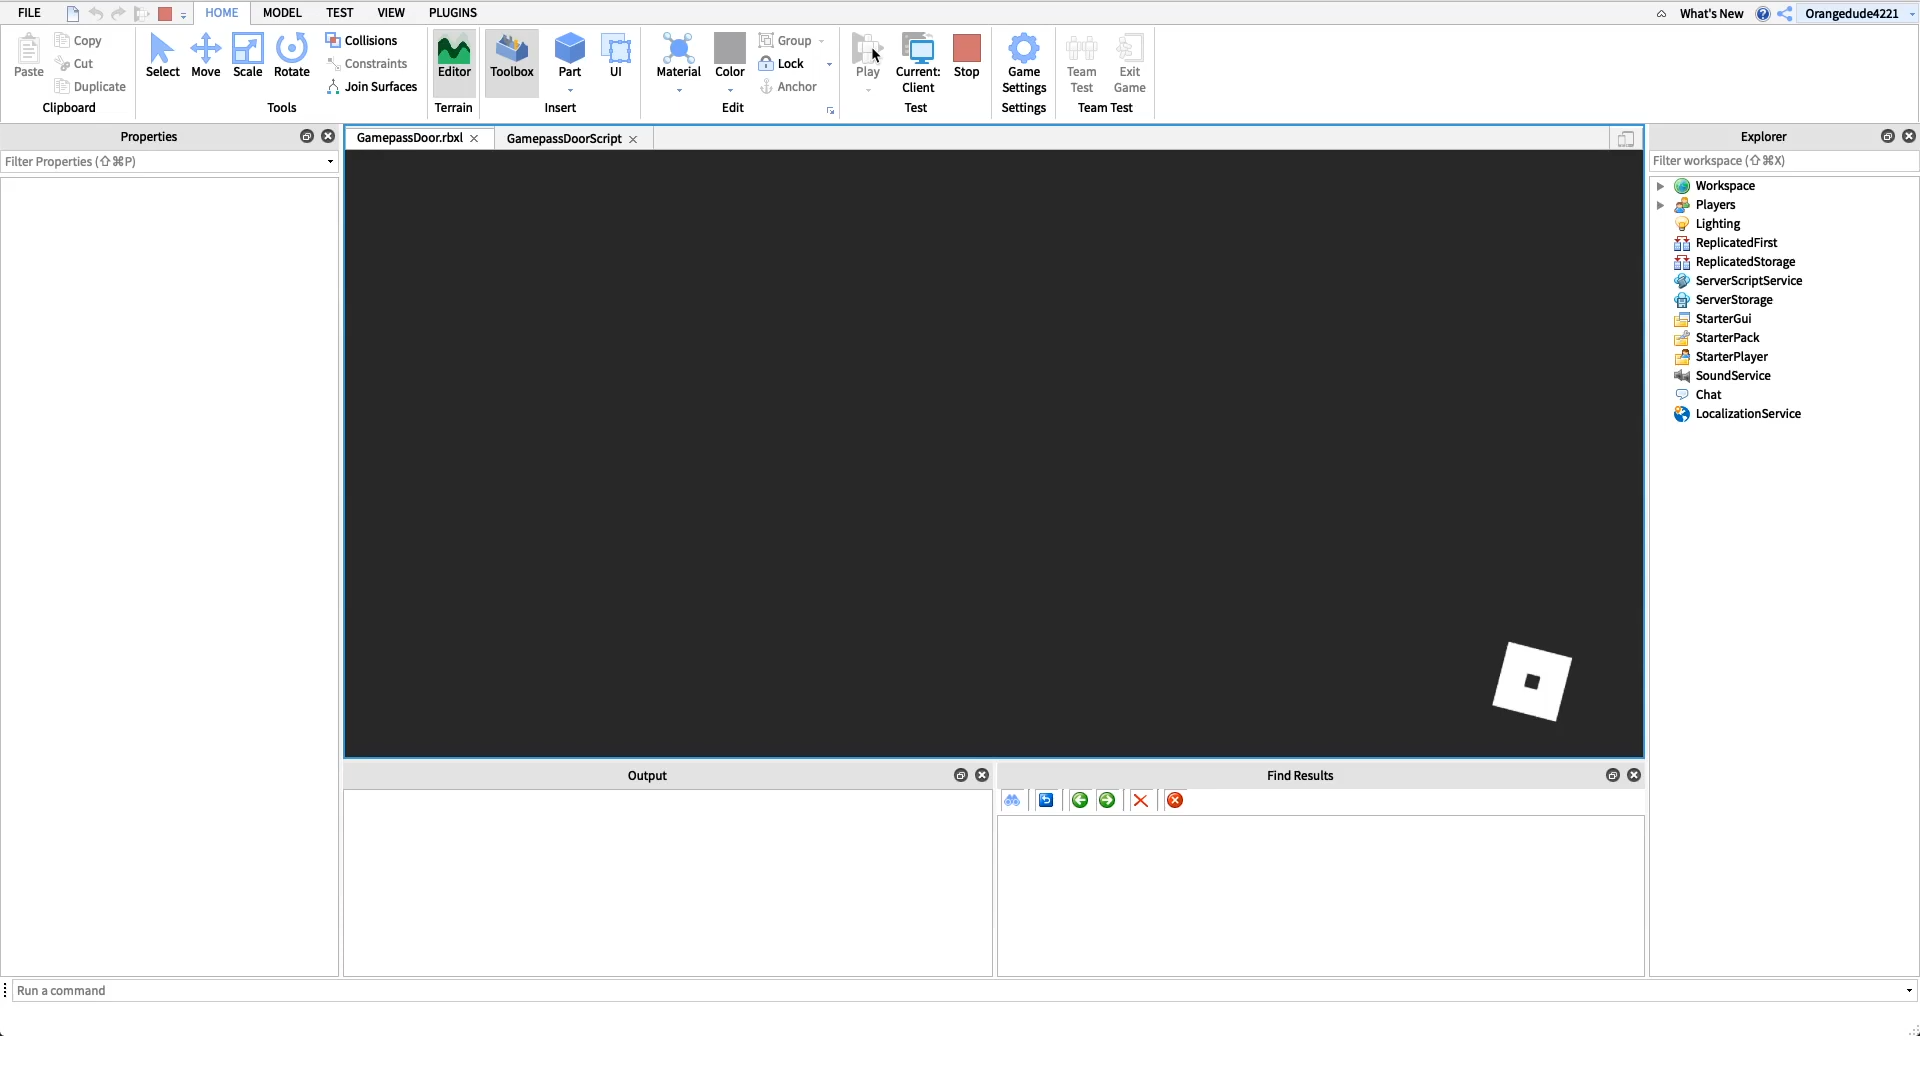 FILE
HOME
MODEL
TEST
VIEW
PLUGINS
What's New
Orangedude4221
Paste
Copy
Cut
Duplicate
Clipboard
Select
Move
Scale
Rotate
Collisions
Constraints
Join Surfaces
Tools
Editor
Terrain
Toolbox
Part
UI
Insert
Material
Color
Group
Lock
Anchor
Edit
Play
Current:
Client
Stop
Test
Game
Settings
Settings
Team
Test
Exit
Game
Team Test
Properties
Filter Properties (⇧⌘P)
GamepassDoor.rbxl
GamepassDoorScript
Explorer
Filter workspace (⇧⌘X)
Workspace
Players
Lighting
ReplicatedFirst
ReplicatedStorage
ServerScriptService
ServerStorage
StarterGui
StarterPack
StarterPlayer
SoundService
Chat
LocalizationService
Output
Find Results
Run a command